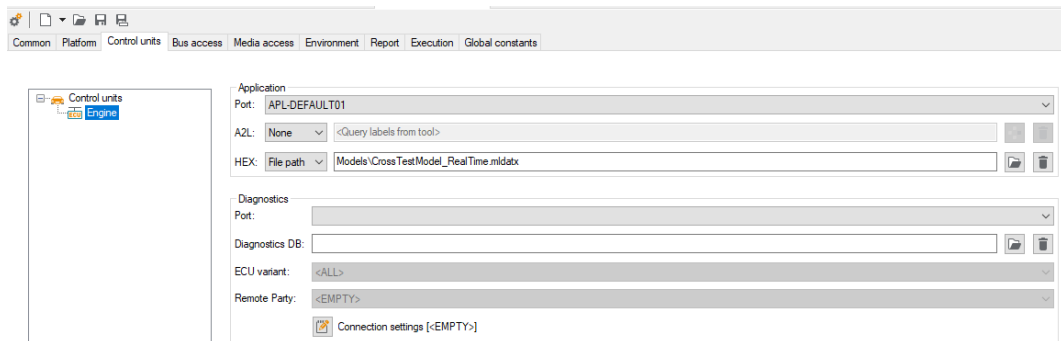 Common Platform Control units Bus access Media access Environment Report Execution Global constants
Control units
ECU Engine
Application
Port: APL-DEFAULT01
A2L: None <Query labels from tool>
HEX: File path Models\CrossTestModel_RealTime.mldatx
Diagnostics
Port:
Diagnostics DB:
ECU variant: <ALL>
Remote Party: <EMPTY>
Connection settings [<EMPTY>]